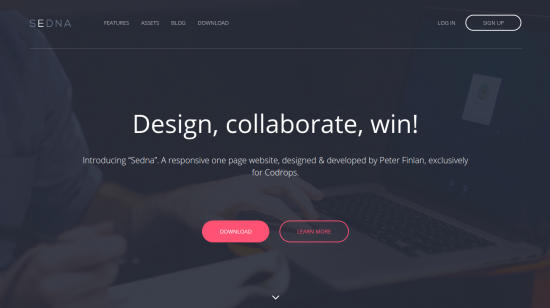 SEDNA
FEATURES ASSETS BLOG DOWNLOAD
LOG IN SIGN UP
Design, collaborate, win!
Introducing “Sedna”. A responsive one page website, designed & developed by Peter Finlan, exclusively
for Codrops.
DOWNLOAD LEARN MORE